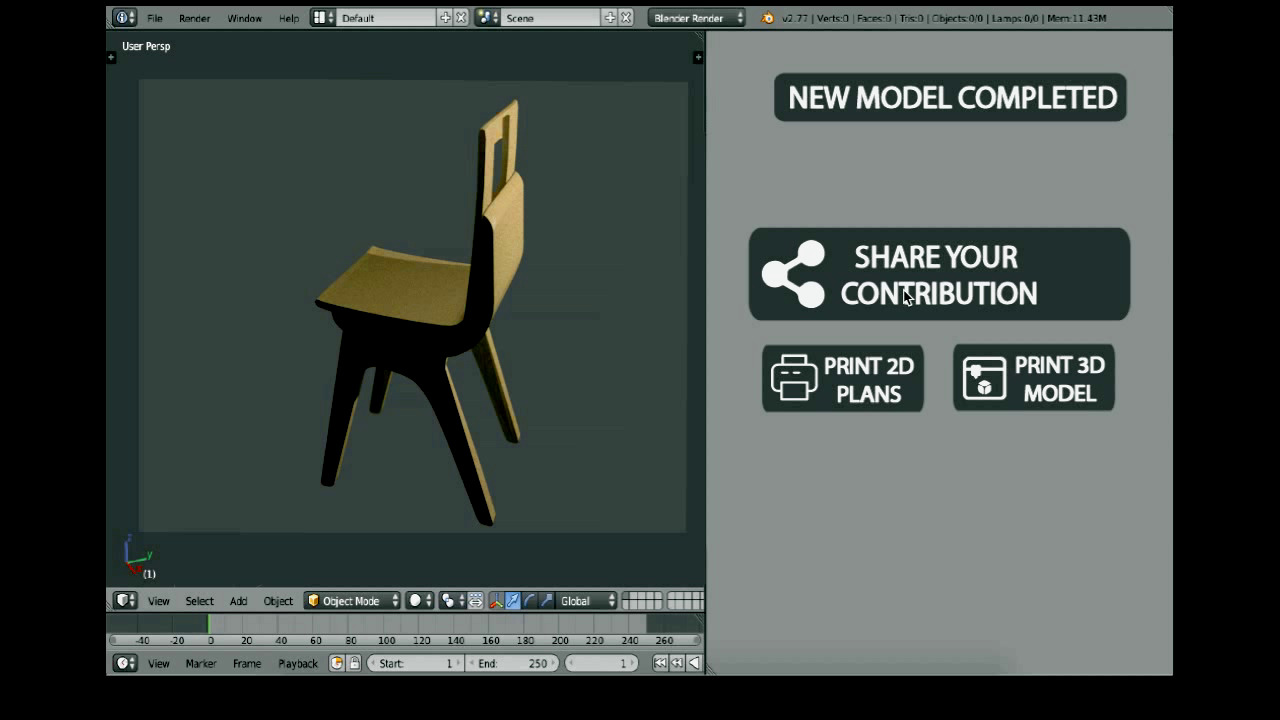 File Render Window Help Default Scene Blender Render v2.77 | Verts:0 | Faces:0 | Tris:0 | Objects:0/0 | Lamps:0/0 | Mem:11.43M
User Persp
NEW MODEL COMPLETED
SHARE YOUR
CONTRIBUTION
PRINT 2D
PLANS
PRINT 3D
MODEL
z
y
x
(1)
View Select Add Object Object Mode Global
-40 -20 0 20 40 60 80 100 120 140 160 180 200 220 240 260
View Marker Frame Playback Start: 1 End: 250 1